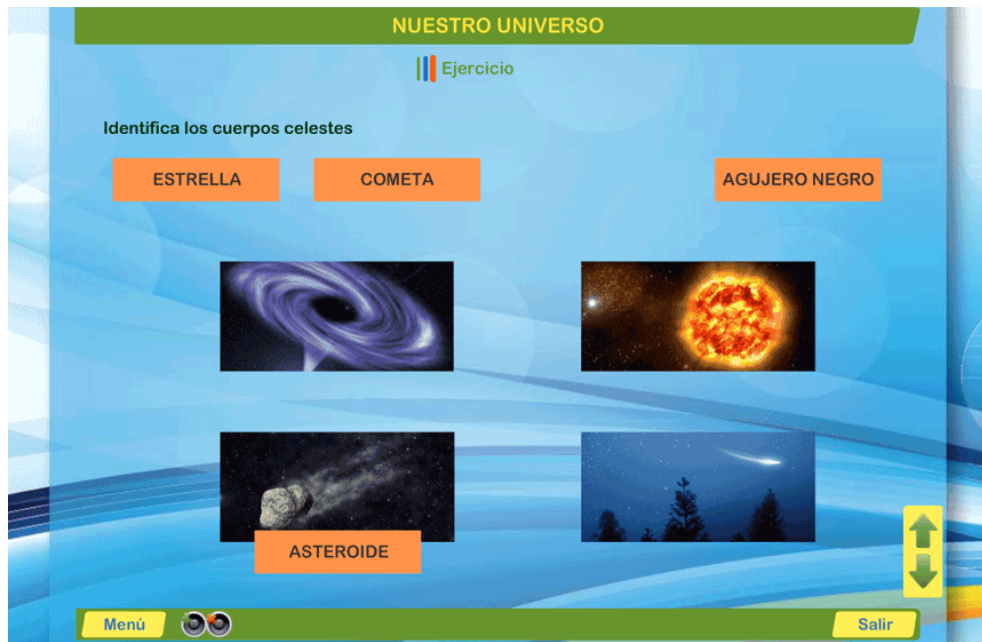 NUESTRO UNIVERSO
Ejercicio
Identifica los cuerpos celestes
ESTRELLA
COMETA
AGUJERO NEGRO
ASTEROIDE
Menú
Salir